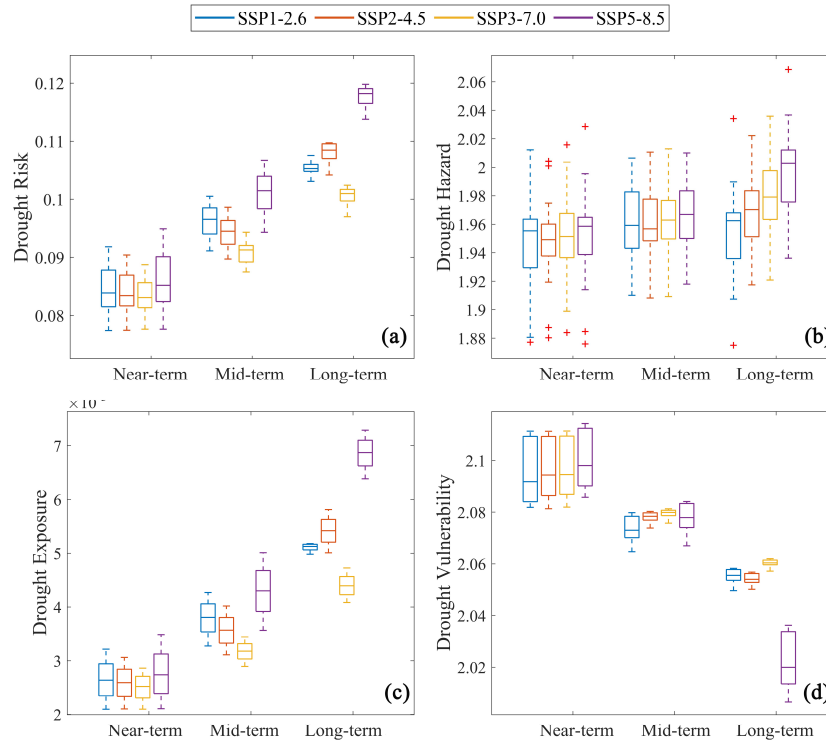 SSP1-2.6 SSP2-4.5 SSP3-7.0 SSP5-8.5
0.12
0.11
0.1
0.09
0.08
Drought Risk
Near-term Mid-term Long-term
(a)
2.06
2.04
2.02
2
1.98
1.96
1.94
1.92
1.9
1.88
Drought Hazard
Near-term Mid-term Long-term
(b)
×10
7
6
5
4
3
2
Drought Exposure
Near-term Mid-term Long-term
(c)
2.1
2.08
2.06
2.04
2.02
Drought Vulnerability
Near-term Mid-term Long-term
(d)